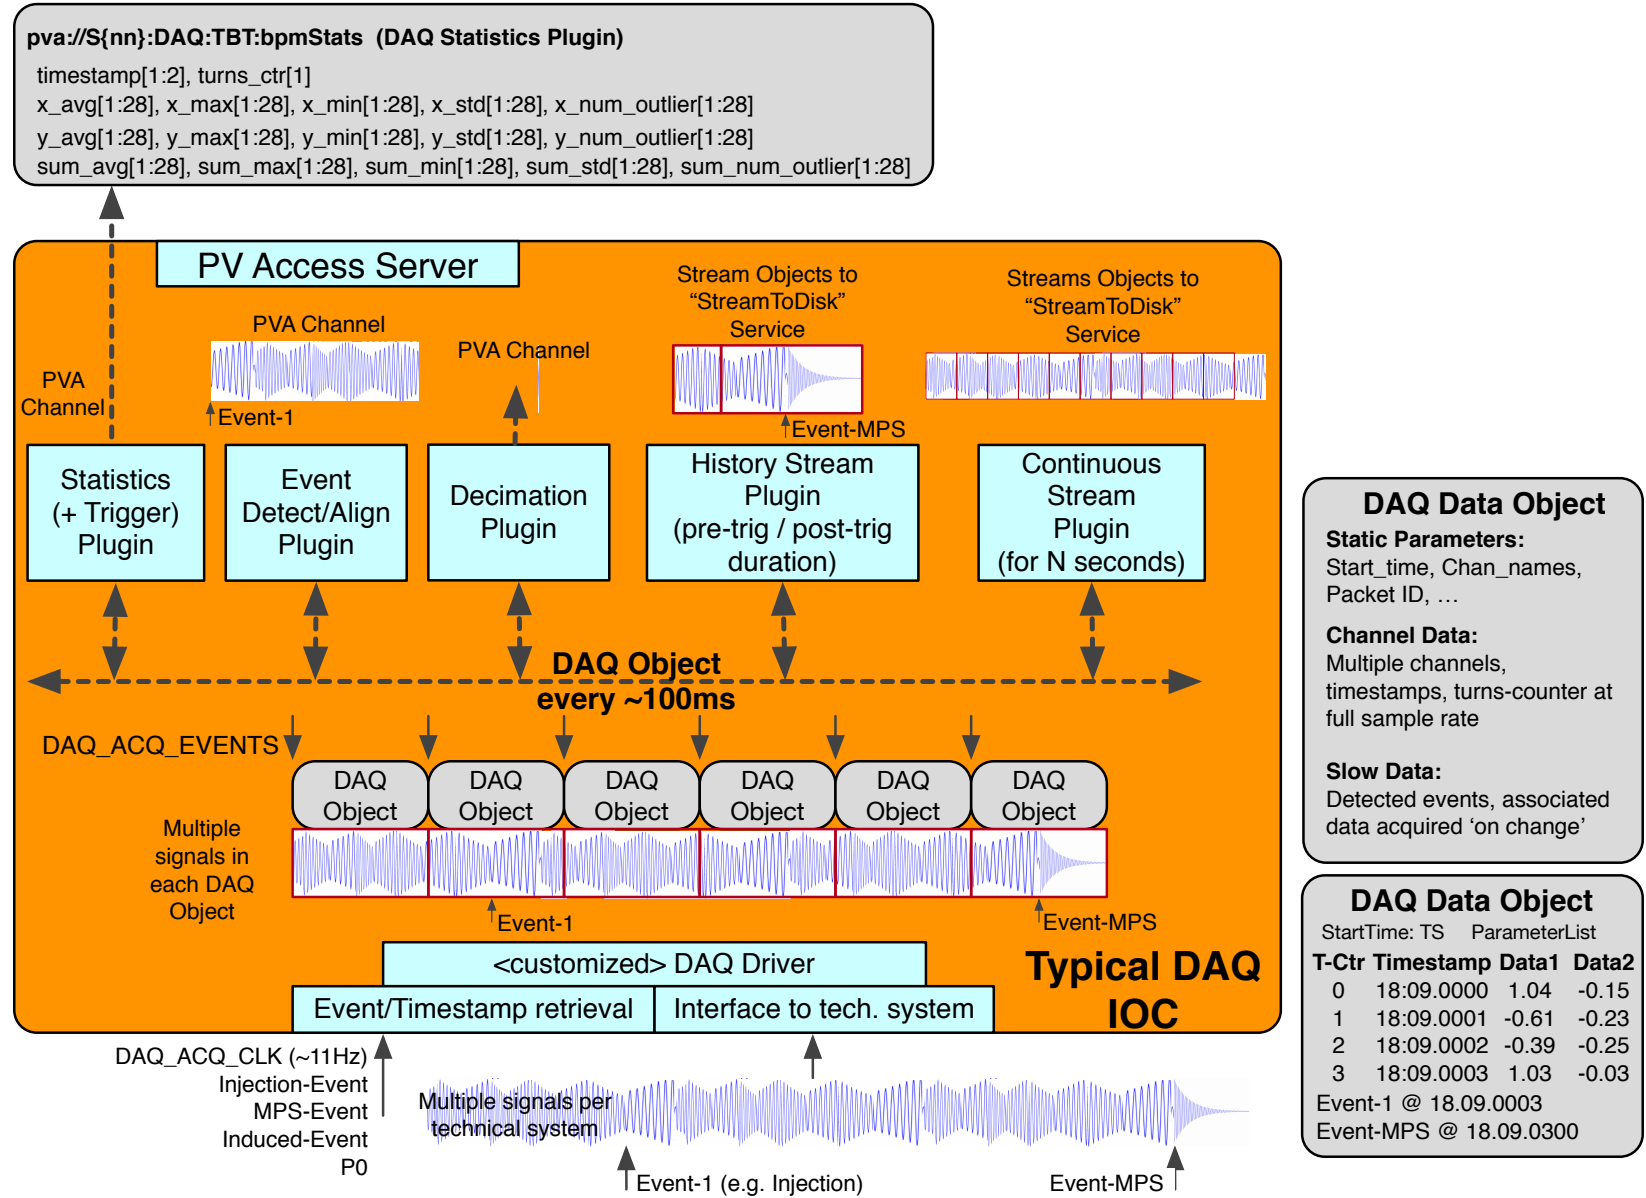 pva://S{nn}:DAQ:TBT:bpmStats  (DAQ Statistics Plugin)
timestamp[1:2], turns_ctr[1]
x_avg[1:28], x_max[1:28], x_min[1:28], x_std[1:28], x_num_outlier[1:28]
y_avg[1:28], y_max[1:28], y_min[1:28], y_std[1:28], y_num_outlier[1:28]
sum_avg[1:28], sum_max[1:28], sum_min[1:28], sum_std[1:28], sum_num_outlier[1:28]
PV Access Server
PVA
Channel
PVA Channel
Event-1
PVA Channel
Stream Objects to
“StreamToDisk”
Service
Event-MPS
Streams Objects to
“StreamToDisk”
Service
Statistics
(+ Trigger)
Plugin
Event
Detect/Align
Plugin
Decimation
Plugin
History Stream
Plugin
(pre-trig / post-trig
duration)
Continuous
Stream
Plugin
(for N seconds)
DAQ Object
every ~100ms
DAQ_ACQ_EVENTS
DAQ
Object
DAQ
Object
DAQ
Object
DAQ
Object
DAQ
Object
DAQ
Object
Multiple
signals in
each DAQ
Object
Event-1
Event-MPS
<customized> DAQ Driver
Event/Timestamp retrieval
Interface to tech. system
Typical DAQ
IOC
DAQ_ACQ_CLK (~11Hz)
Injection-Event
MPS-Event
Induced-Event
P0
Multiple signals per
technical system
Event-1 (e.g. Injection)
Event-MPS
DAQ Data Object
Static Parameters:
Start_time, Chan_names,
Packet ID, …
Channel Data:
Multiple channels,
timestamps, turns-counter at
full sample rate
Slow Data:
Detected events, associated
data acquired ‘on change’
DAQ Data Object
StartTime: TS ParameterList
T-Ctr Timestamp Data1 Data2
0 18:09.0000 1.04 -0.15
1 18:09.0001 -0.61 -0.23
2 18:09.0002 -0.39 -0.25
3 18:09.0003 1.03 -0.03
Event-1 @ 18.09.0003
Event-MPS @ 18.09.0300